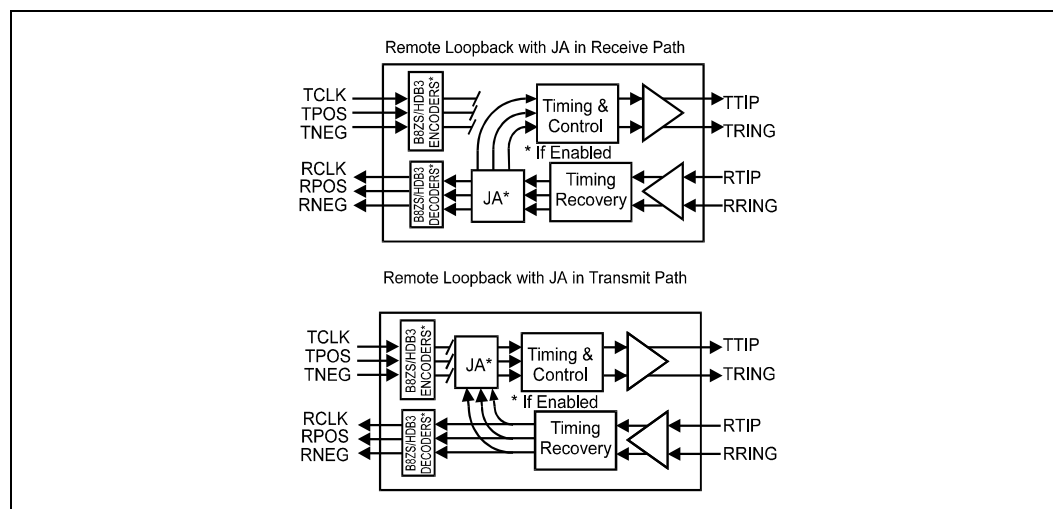 Remote Loopback with JA in Receive Path
TCLK
TPOS
TNEG
B8ZS/HDB3
ENCODERS*
Timing &
Control
TTIP
TRING
* If Enabled
RCLK
RPOS
RNEG
B8ZS/HDB3
DECODERS*
JA*
Timing
Recovery
RTIP
RRING
Remote Loopback with JA in Transmit Path
TCLK
TPOS
TNEG
B8ZS/HDB3
ENCODERS*
JA*
Timing &
Control
TTIP
TRING
* If Enabled
RCLK
RPOS
RNEG
B8ZS/HDB3
DECODERS*
Timing
Recovery
RTIP
RRING